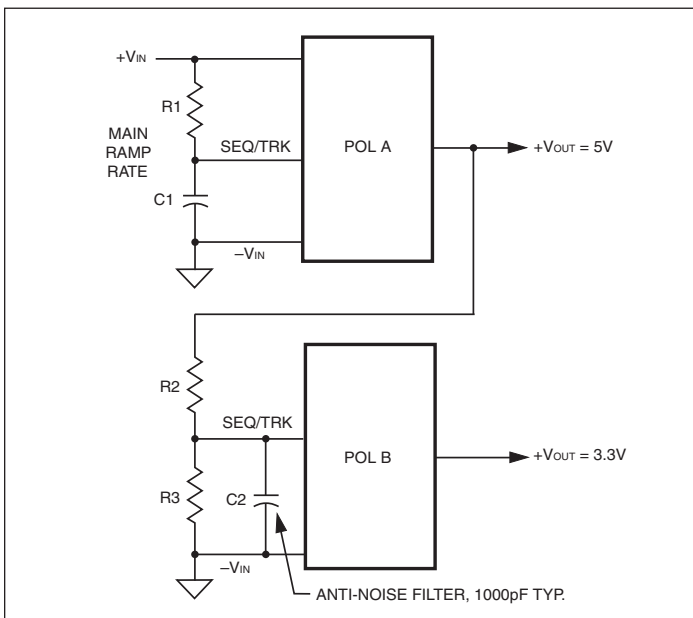 +VIN
R1
MAIN
RAMP
RATE
SEQ/TRK
POL A
+VOUT = 5V
C1
–VIN
R2
SEQ/TRK
POL B
+VOUT = 3.3V
R3
C2
–VIN
ANTI-NOISE FILTER, 1000pF TYP.